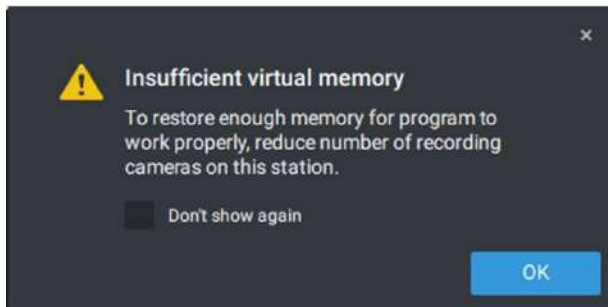 Insufficient virtual memory
To restore enough memory for program to
work properly, reduce number of recording
cameras on this station.
Don't show again
OK